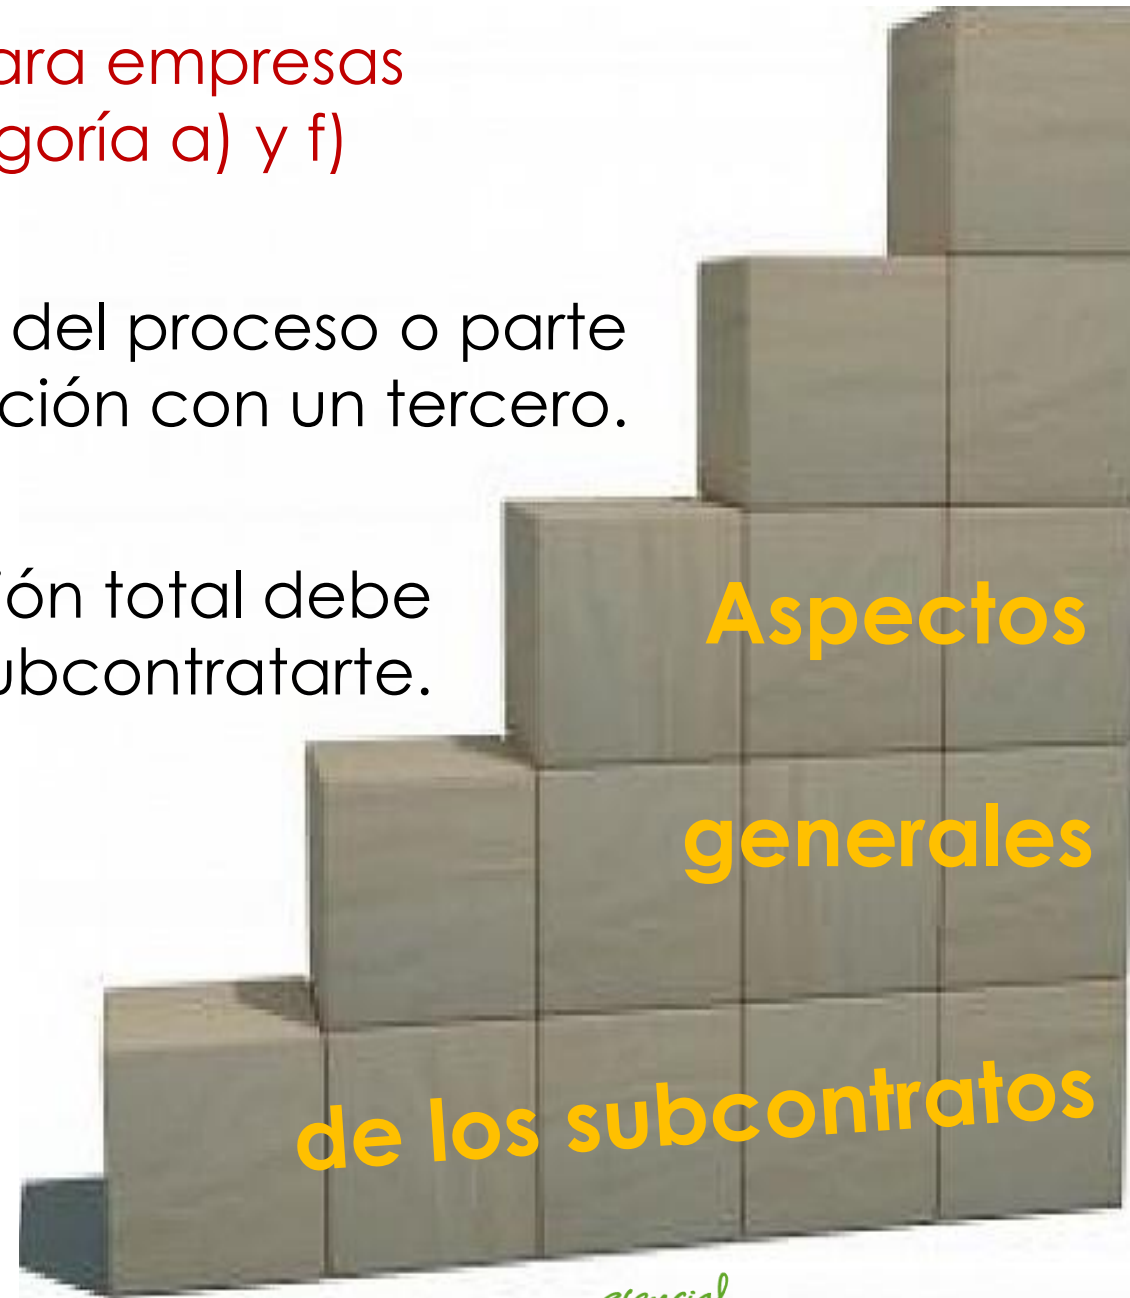 ara empresas
goría a) y f)
del proceso o parte
ción con un tercero.
ón total debe
ubcontratarte.
Aspectos
generales
de los subcontratos
esencial